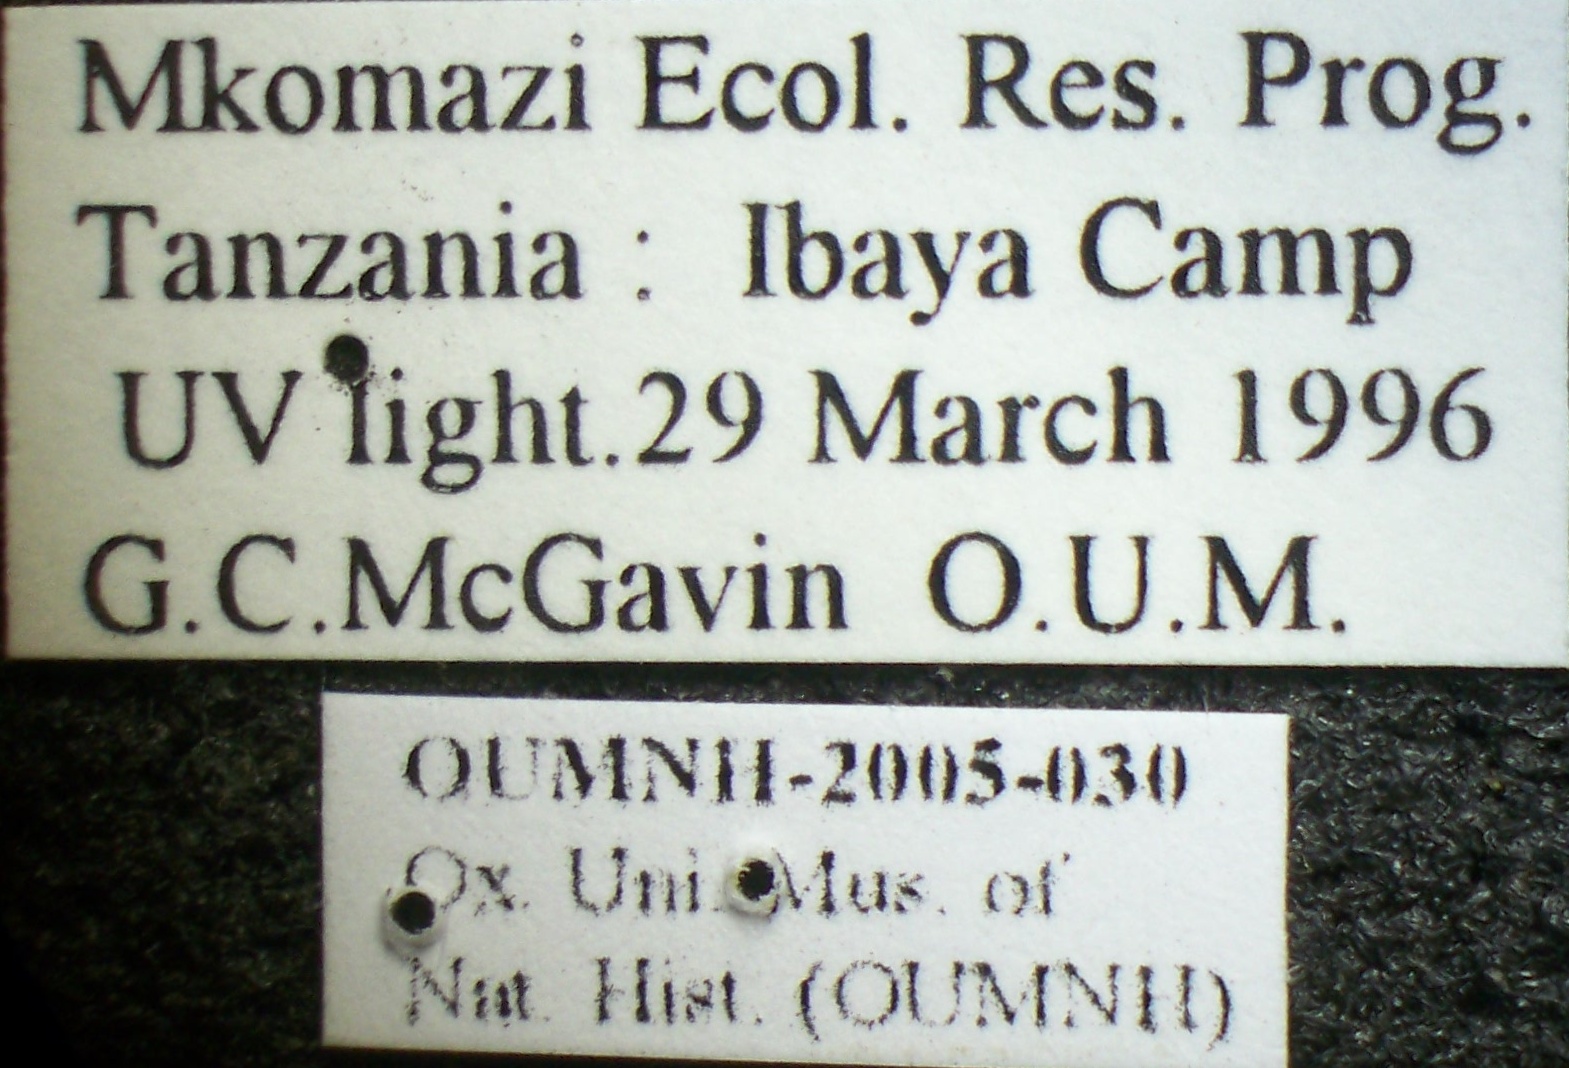 Mkomazi Ecol. Res. Prog.
Tanzania : Ibaya Camp
UV light.29 March 1996
G.C.McGavin O.U.M.
OUMNH-2005-030
Ox. Uni. Mus. of
Nat. Hist. (OUMNH)